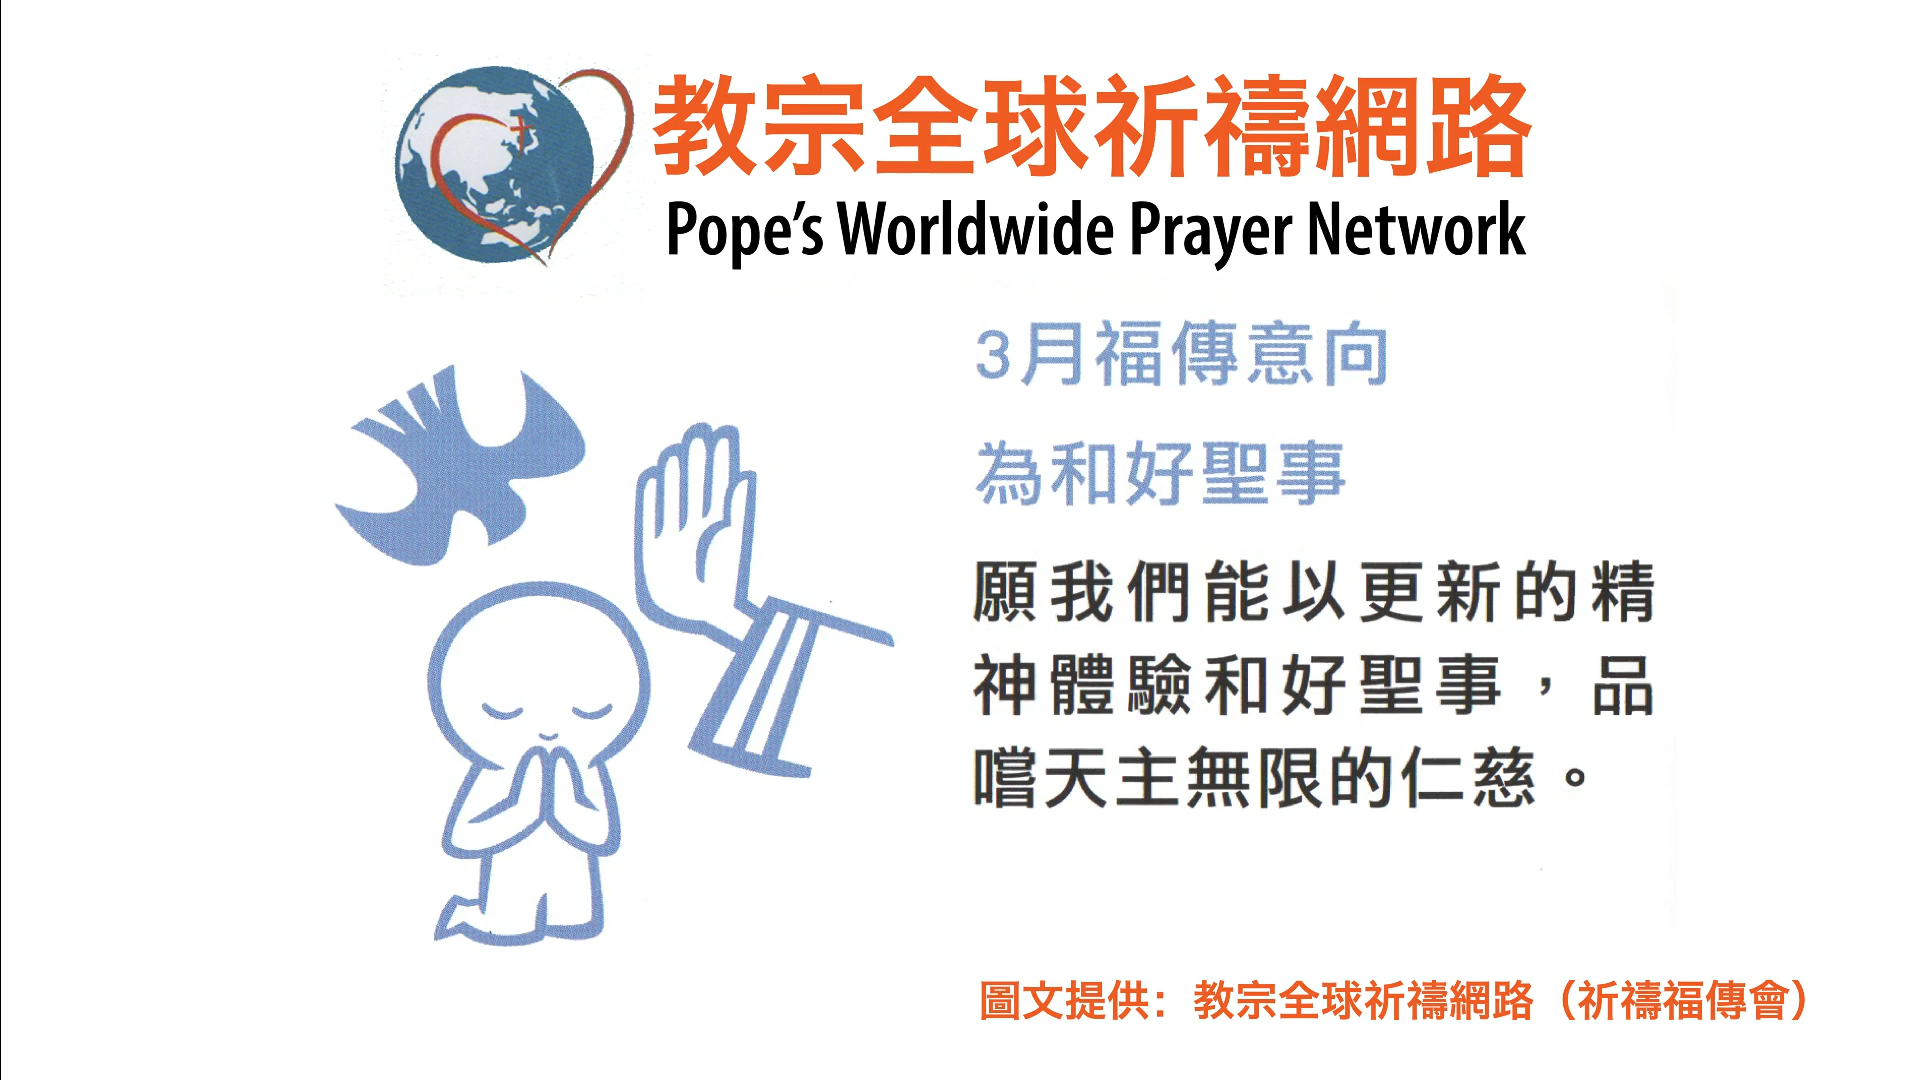 教宗全球祈禱網路
Pope's Worldwide Prayer Network
3月福傳意向
為和好聖事
願我們能以更新的精
神體驗和好聖事，品
嚐天主無限的仁慈。
圖文提供：教宗全球祈禱網路（祈禱福傳會）